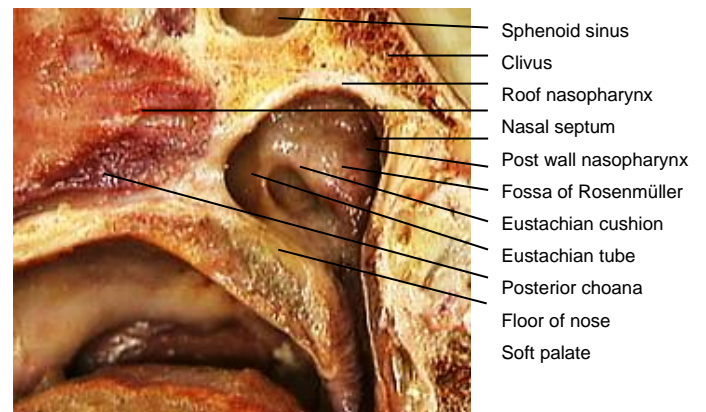 Sphenoid sinus
Clivus
Roof nasopharynx
Nasal septum
Post wall nasopharynx
Fossa of Rosenmüller
Eustachian cushion
Eustachian tube
Posterior choana
Floor of nose
Soft palate